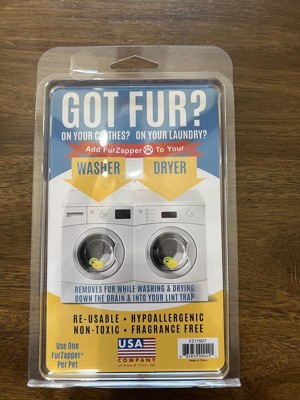 GOT FUR?
ON YOUR CLOTHES? ON YOUR LAUNDRY?
Add FurZapper To Your
WASHER DRYER
REMOVES FUR WHILE WASHING & DRYING
DOWN THE DRAIN & INTO YOUR LINT TRAP
RE-USABLE • HYPOALLERGENIC
NON-TOXIC • FRAGRANCE FREE
Use One
FurZapper®
Per Pet
USA
COMPANY
FZ17007